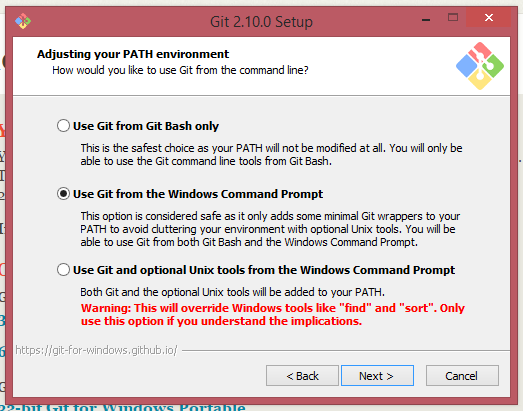 Git 2.10.0 Setup
Adjusting your PATH environment
How would you like to use Git from the command line?
Use Git from Git Bash only
This is the safest choice as your PATH will not be modified at all. You will only be
able to use the Git command line tools from Git Bash.
Use Git from the Windows Command Prompt
This option is considered safe as it only adds some minimal Git wrappers to your
PATH to avoid cluttering your environment with optional Unix tools. You will be
able to use Git from both Git Bash and the Windows Command Prompt.
Use Git and optional Unix tools from the Windows Command Prompt
Both Git and the optional Unix tools will be added to your PATH.
Warning: This will override Windows tools like "find" and "sort". Only
use this option if you understand the implications.
https://git-for-windows.github.io/
< Back
Next >
Cancel
32-bit Git for Windows Portable